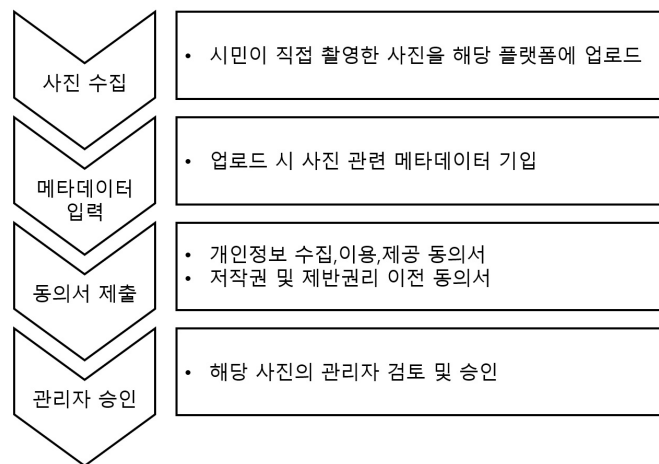 사진 수집
• 시민이 직접 촬영한 사진을 해당 플랫폼에 업로드
메타데이터
입력
• 업로드 시 사진 관련 메타데이터 기입
동의서 제출
• 개인정보 수집,이용,제공 동의서
• 저작권 및 제반권리 이전 동의서
관리자 승인
• 해당 사진의 관리자 검토 및 승인